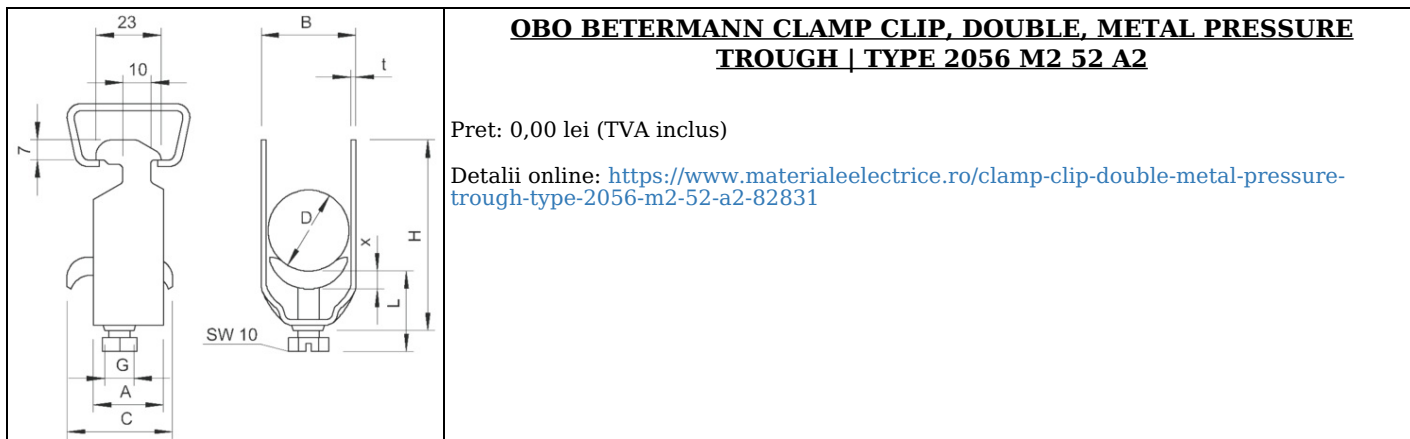 23
B
10
t
7
D
x
H
L
SW 10
G
A
C
OBO BETERMANN CLAMP CLIP, DOUBLE, METAL PRESSURE
TROUGH | TYPE 2056 M2 52 A2
Pret: 0,00 lei (TVA inclus)
Detalii online: https://www.materialeelectrice.ro/clamp-clip-double-metal-pressure-
trough-type-2056-m2-52-a2-82831